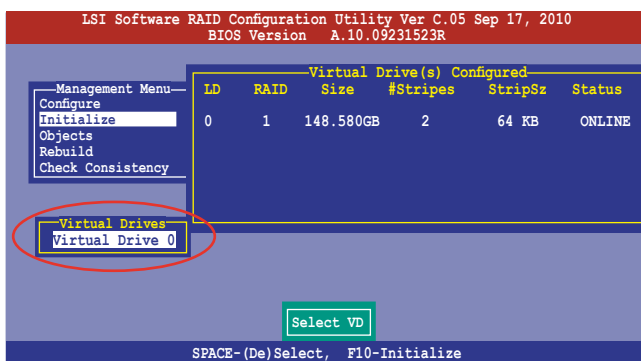 LSI Software RAID Configuration Utility Ver C.05 Sep 17, 2010
BIOS Version A.10.09231523R
Virtual Drive(s) Configured
LD RAID Size #Stripes StripSz Status
0 1 148.580GB 2 64 KB ONLINE
Management Menu
Configure
Initialize
Objects
Rebuild
Check Consistency
Virtual Drives
Virtual Drive 0
Select VD
SPACE-(De)Select, F10-Initialize